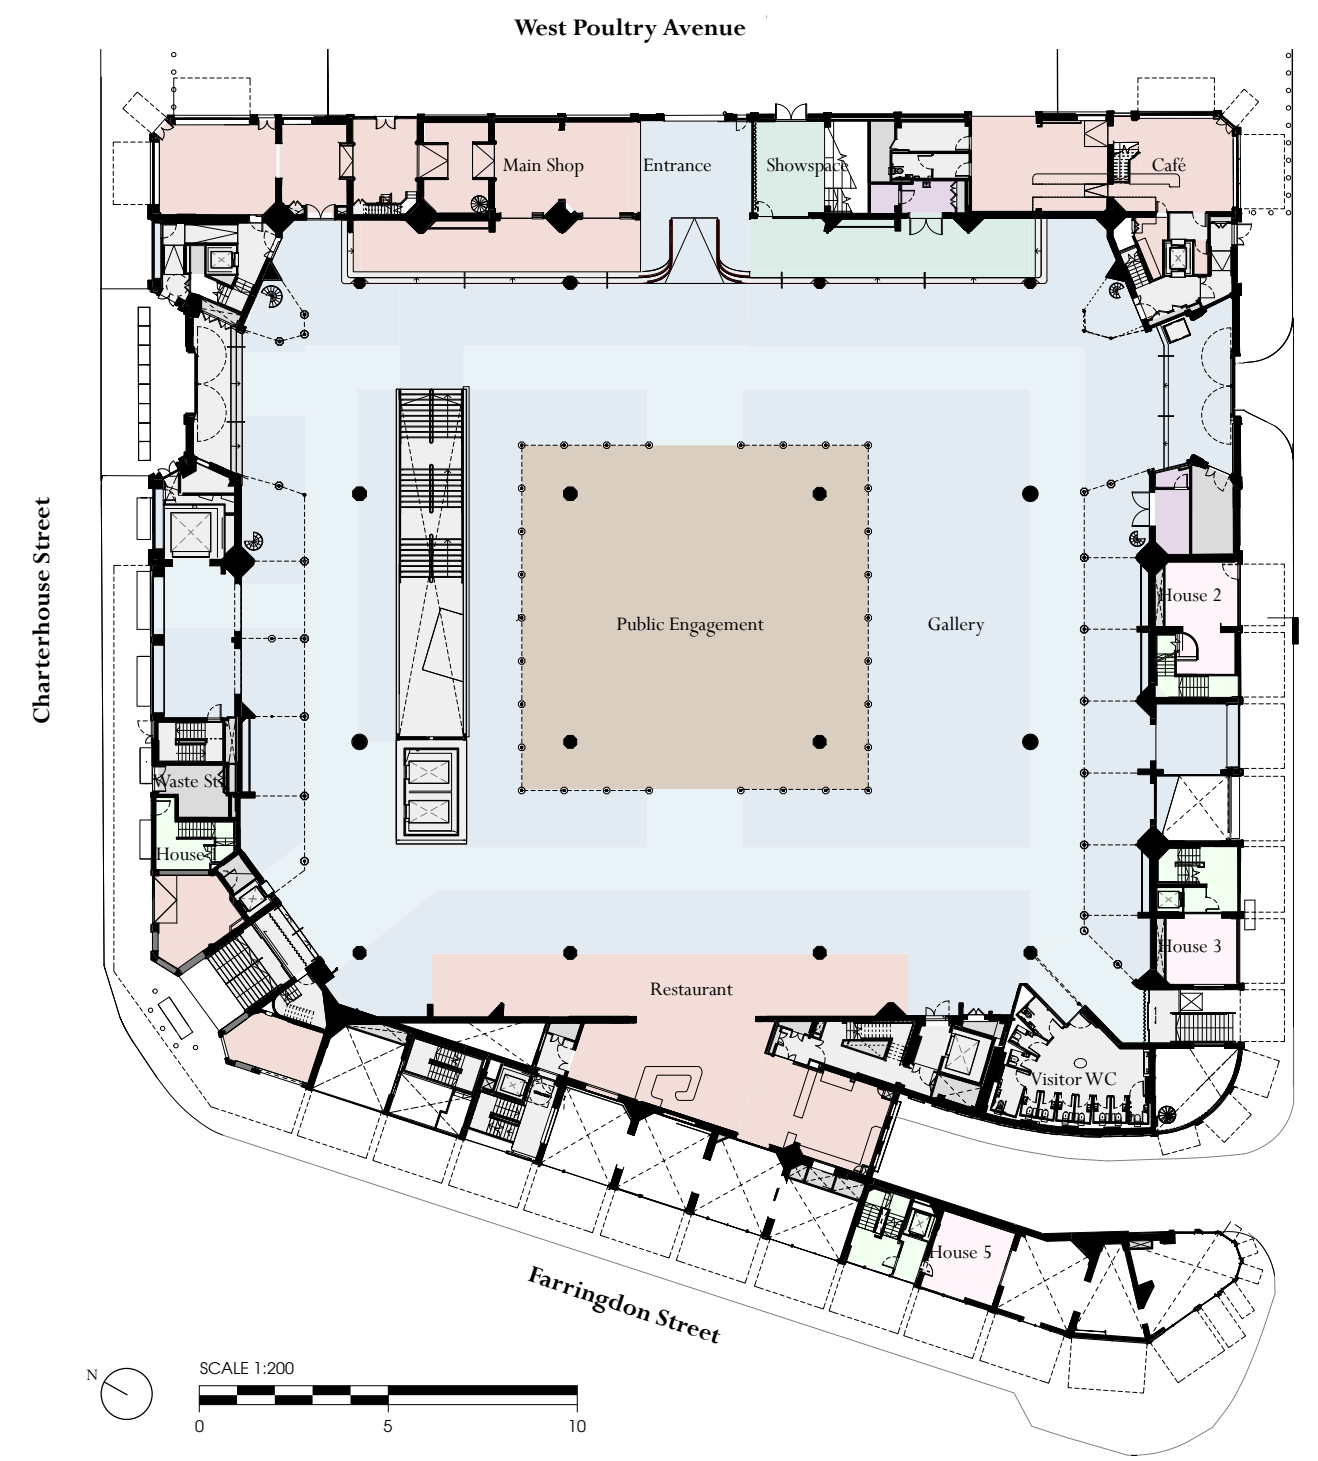 West Poultry Avenue
Main Shop
Entrance
Showspace
Café
Charterhouse Street
House 2
Public Engagement
Gallery
Waste St
House
House 3
Restaurant
Visitor WC
House 5
Farringdon Street
N
SCALE 1:200
0 5 10